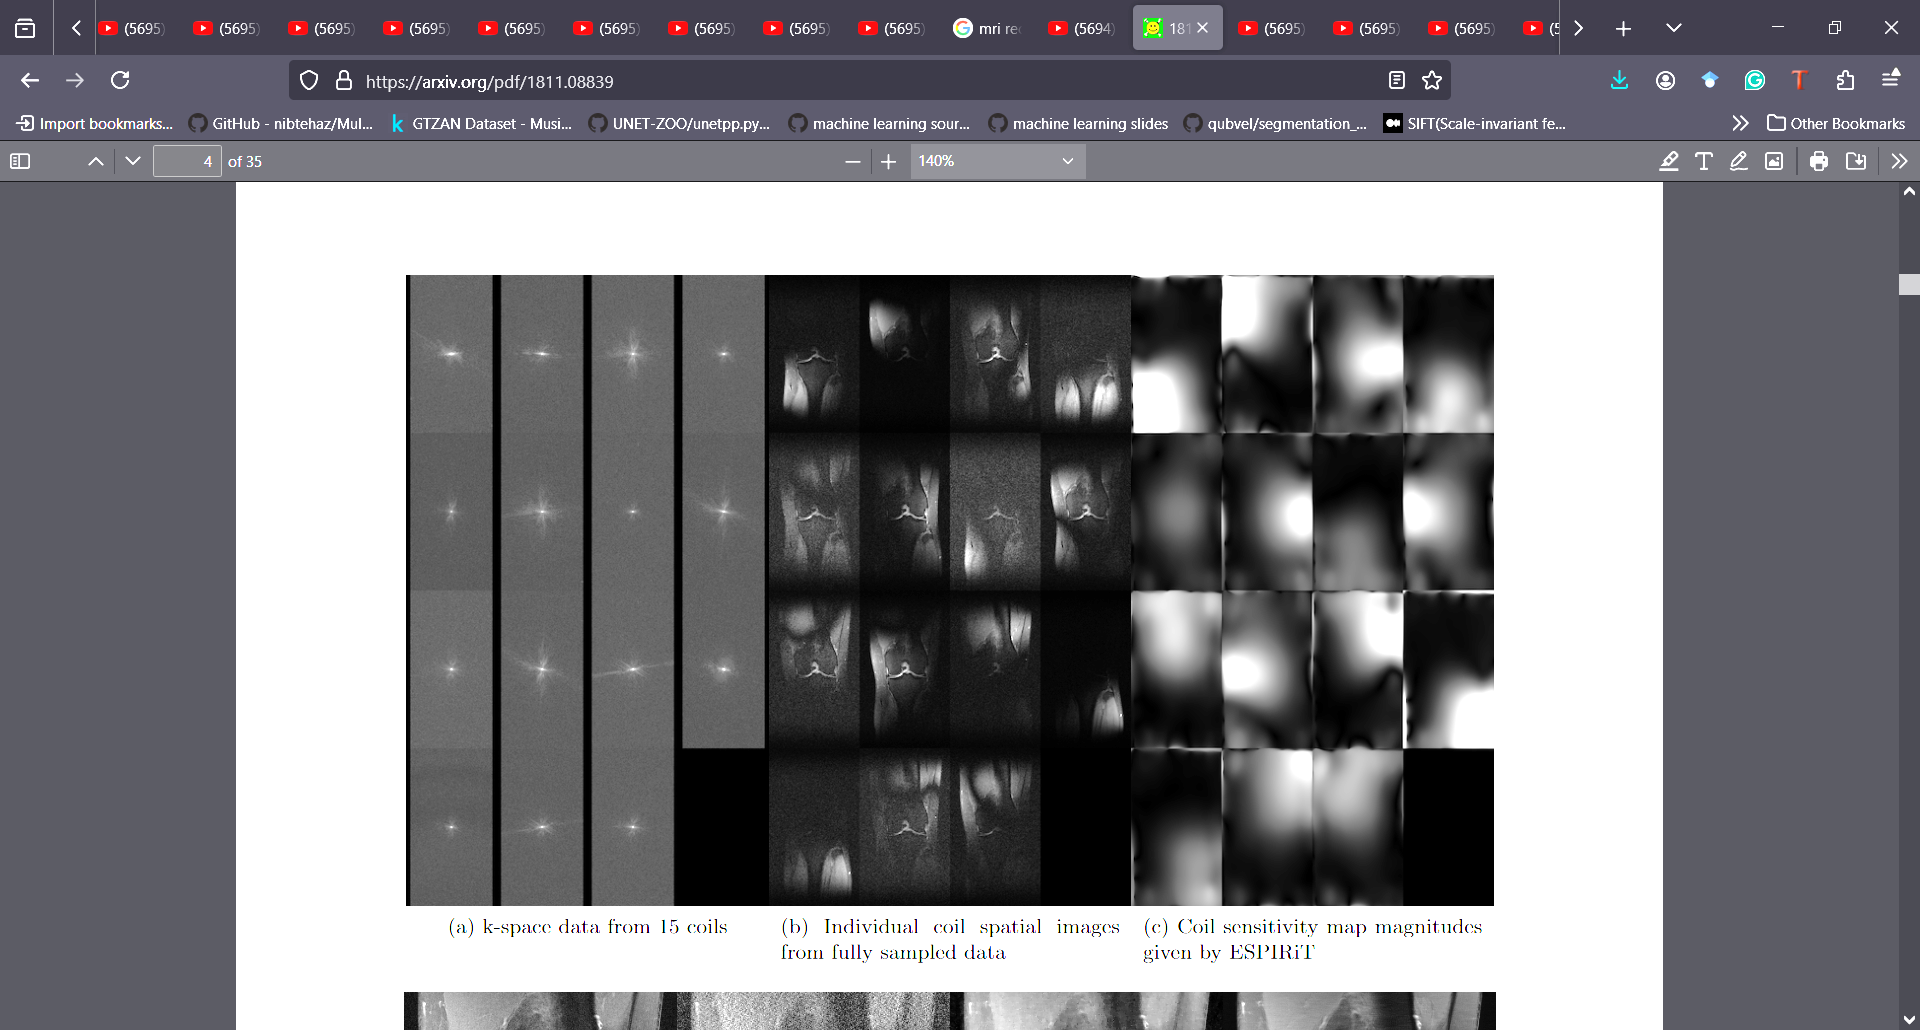 (5695)
(5695)
(5695)
(5695)
(5695)
(5695)
(5695)
(5695)
(5695)
mri re
(5694)
181
(5695)
(5695)
(5695)
(5
https://arxiv.org/pdf/1811.08839
Import bookmarks...
GitHub - nibtehaz/Mul...
GTZAN Dataset - Musi...
UNET-ZOO/unetpp.py...
machine learning sour...
machine learning slides
qubvel/segmentation_...
SIFT(Scale-invariant fe...
Other Bookmarks
4 of 35
140%
(a) k-space data from 15 coils
(b) Individual coil spatial images
from fully sampled data
(c) Coil sensitivity map magnitudes
given by ESPIRiT